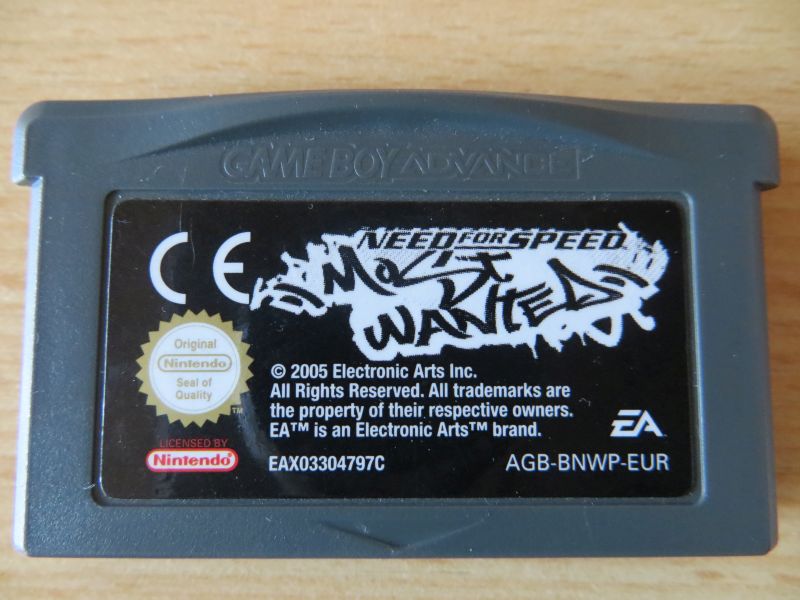 GAME BOY ADVANCE
CE
NEED FOR SPEED
MOST
WANTED
Original
Nintendo
Seal of
Quality
TM
© 2005 Electronic Arts Inc.
All Rights Reserved. All trademarks are
the property of their respective owners.
EA™ is an Electronic Arts™ brand.
EA
LICENSED BY
Nintendo
EAX03304797C
AGB-BNWP-EUR